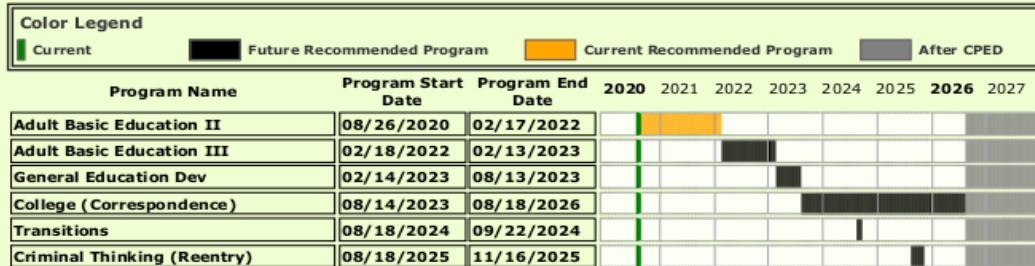 Color Legend
Current Future Recommended Program Current Recommended Program After CPED
Program Name Program Start Date Program End Date 2020 2021 2022 2023 2024 2025 2026 2027
Adult Basic Education II 08/26/2020 02/17/2022
Adult Basic Education III 02/18/2022 02/13/2023
General Education Dev 02/14/2023 08/13/2023
College (Correspondence) 08/14/2023 08/18/2026
Transitions 08/18/2024 09/22/2024
Criminal Thinking (Reentry) 08/18/2025 11/16/2025